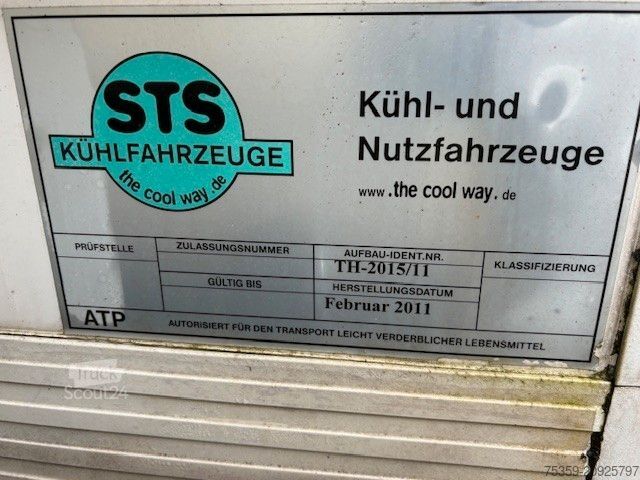 STS
KÜHLFAHRZEUGE
the cool way .de
Kühl- und
Nutzfahrzeuge
www.the cool way.de
PRÜFSTELLE
ZULASSUNGSNUMMER
AUFBAU-IDENT.NR.
TH-2015/11
KLASSIFIZIERUNG
GÜLTIG BIS
HERSTELLUNGSDATUM
Februar 2011
ATP
AUTORISIERT FÜR DEN TRANSPORT LEICHT VERDERBLICHER LEBENSMITTEL
Truck
Scout24
75359-20925797